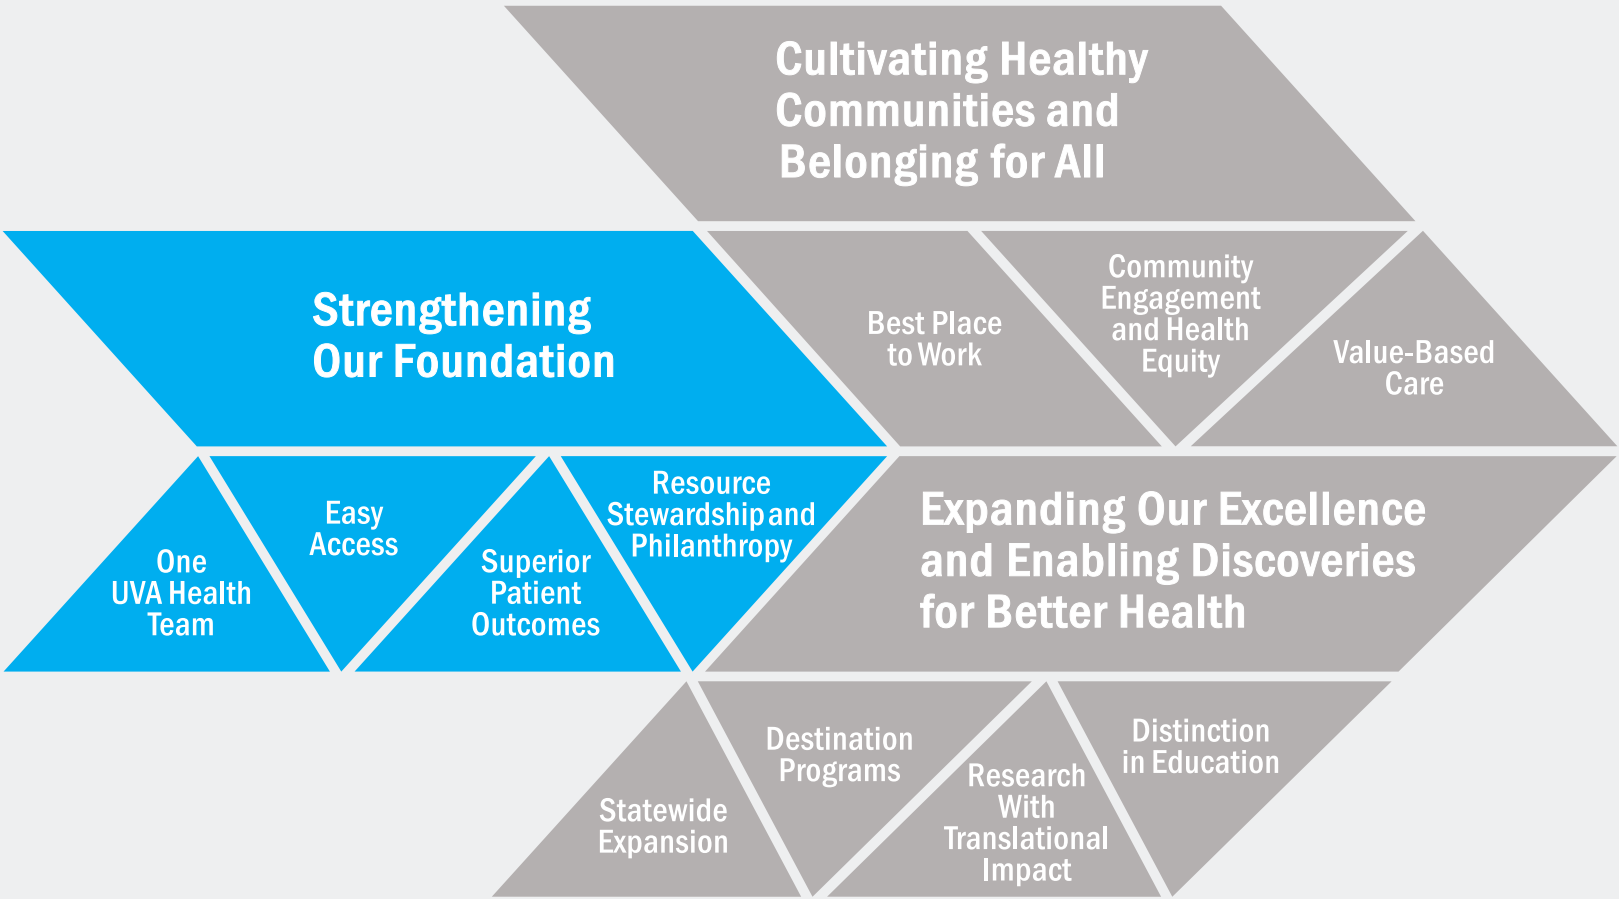 Cultivating Healthy
Communities and
Belonging for All
Strengthening
Our Foundation
Best Place
to Work
Community
Engagement
and Health
Equity
Value-Based
Care
One
UVA Health
Team
Easy
Access
Superior
Patient
Outcomes
Resource
Stewardship and
Philanthropy
Expanding Our Excellence
and Enabling Discoveries
for Better Health
Statewide
Expansion
Destination
Programs
Research
With
Translational
Impact
Distinction
in Education